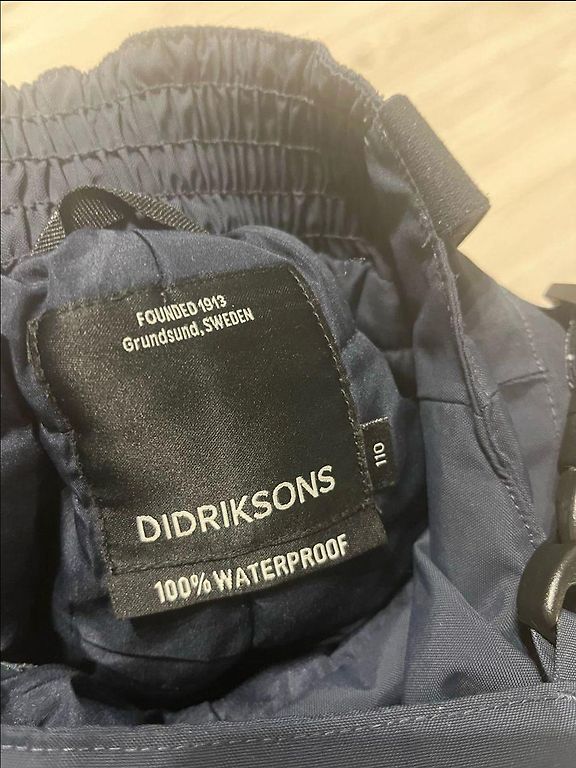 FOUNDED 1913
Grundsund, SWEDEN
DIDRIKSONS
110
100% WATERPROOF